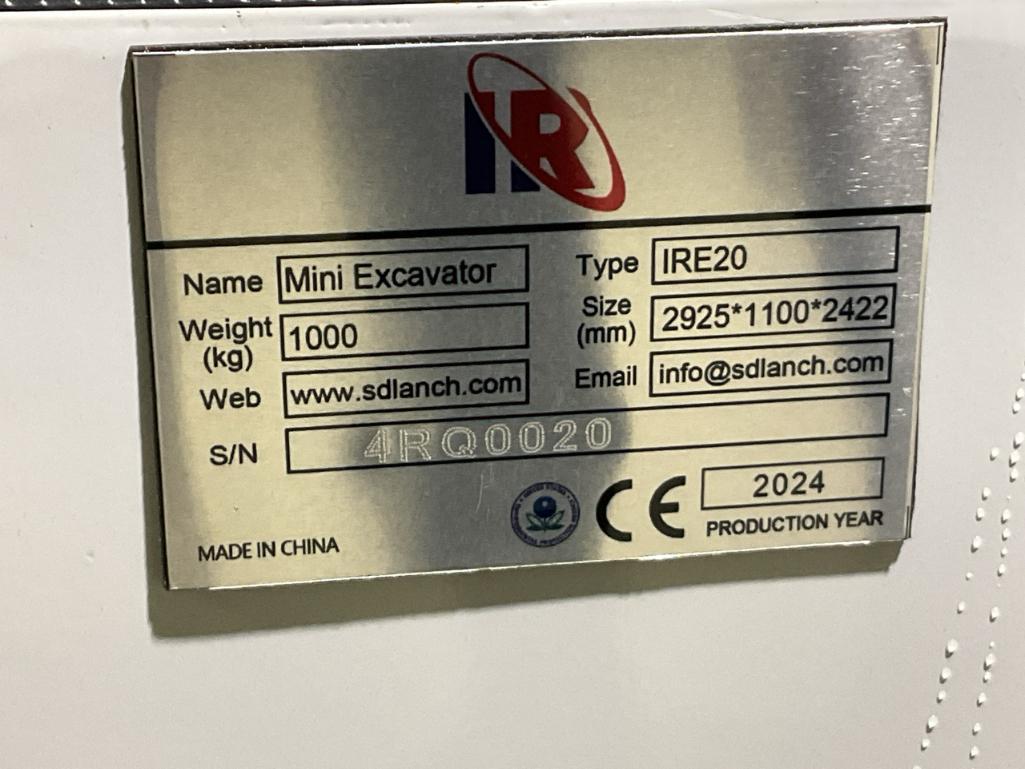 IR
Name Mini Excavator Type IRE20
Weight (kg) 1000 Size (mm) 2925*1100*2422
Web www.sdlanch.com Email info@sdlanch.com
S/N 4RQ0020
CE 2024
MADE IN CHINA PRODUCTION YEAR